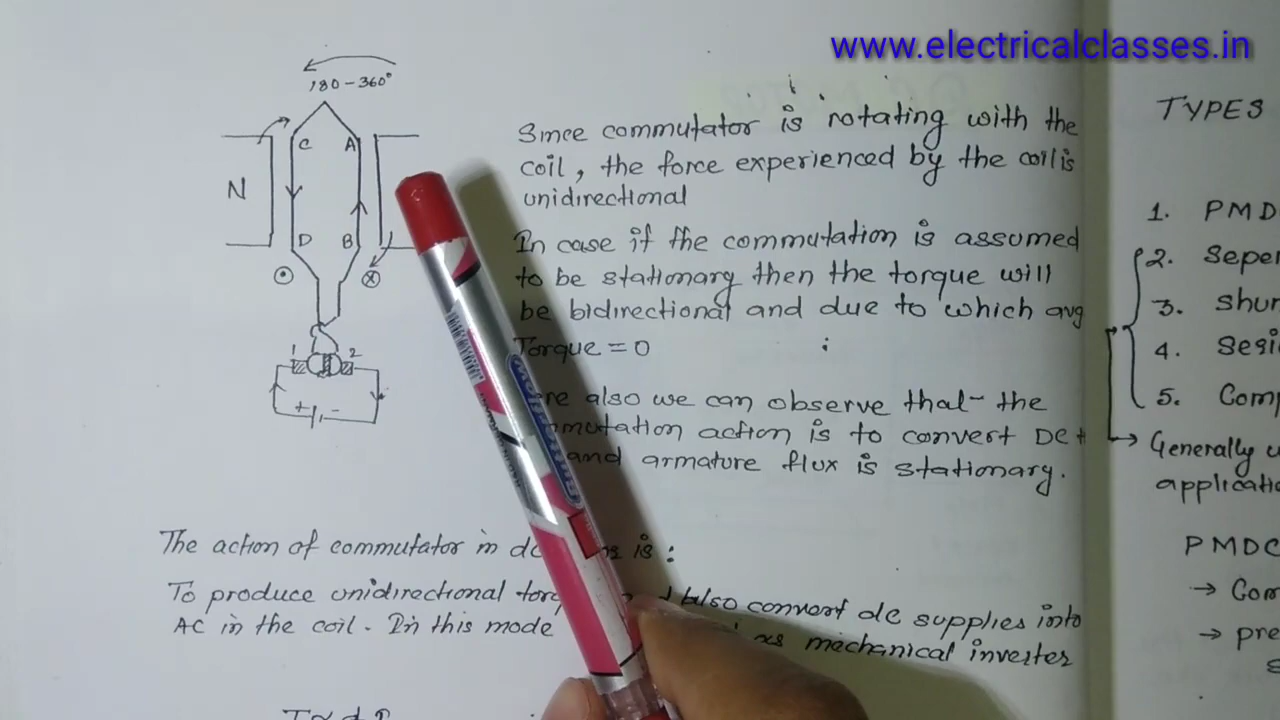 www.electricalclasses.in
180-360°
C A
N
D B
1 2
+ -
Since commutator is rotating with the
coil, the force experienced by the coil is
unidirectional
In case if the commutation is assumed
to be stationary then the torque will
be bidirectional and due to which avg
Torque = 0
also we can observe that the
action is to convert DC
and armature flux is stationary.
The action of commutator in dc is :
To produce unidirectional also convert dc supplies into
AC in the coil. In this mode as mechanical inverter
TYPES
1. PMD
2. Seper
3. Shun
4. Seri
5. Comp
Generally u
applicatio
PMDC
→ Com
→ pre